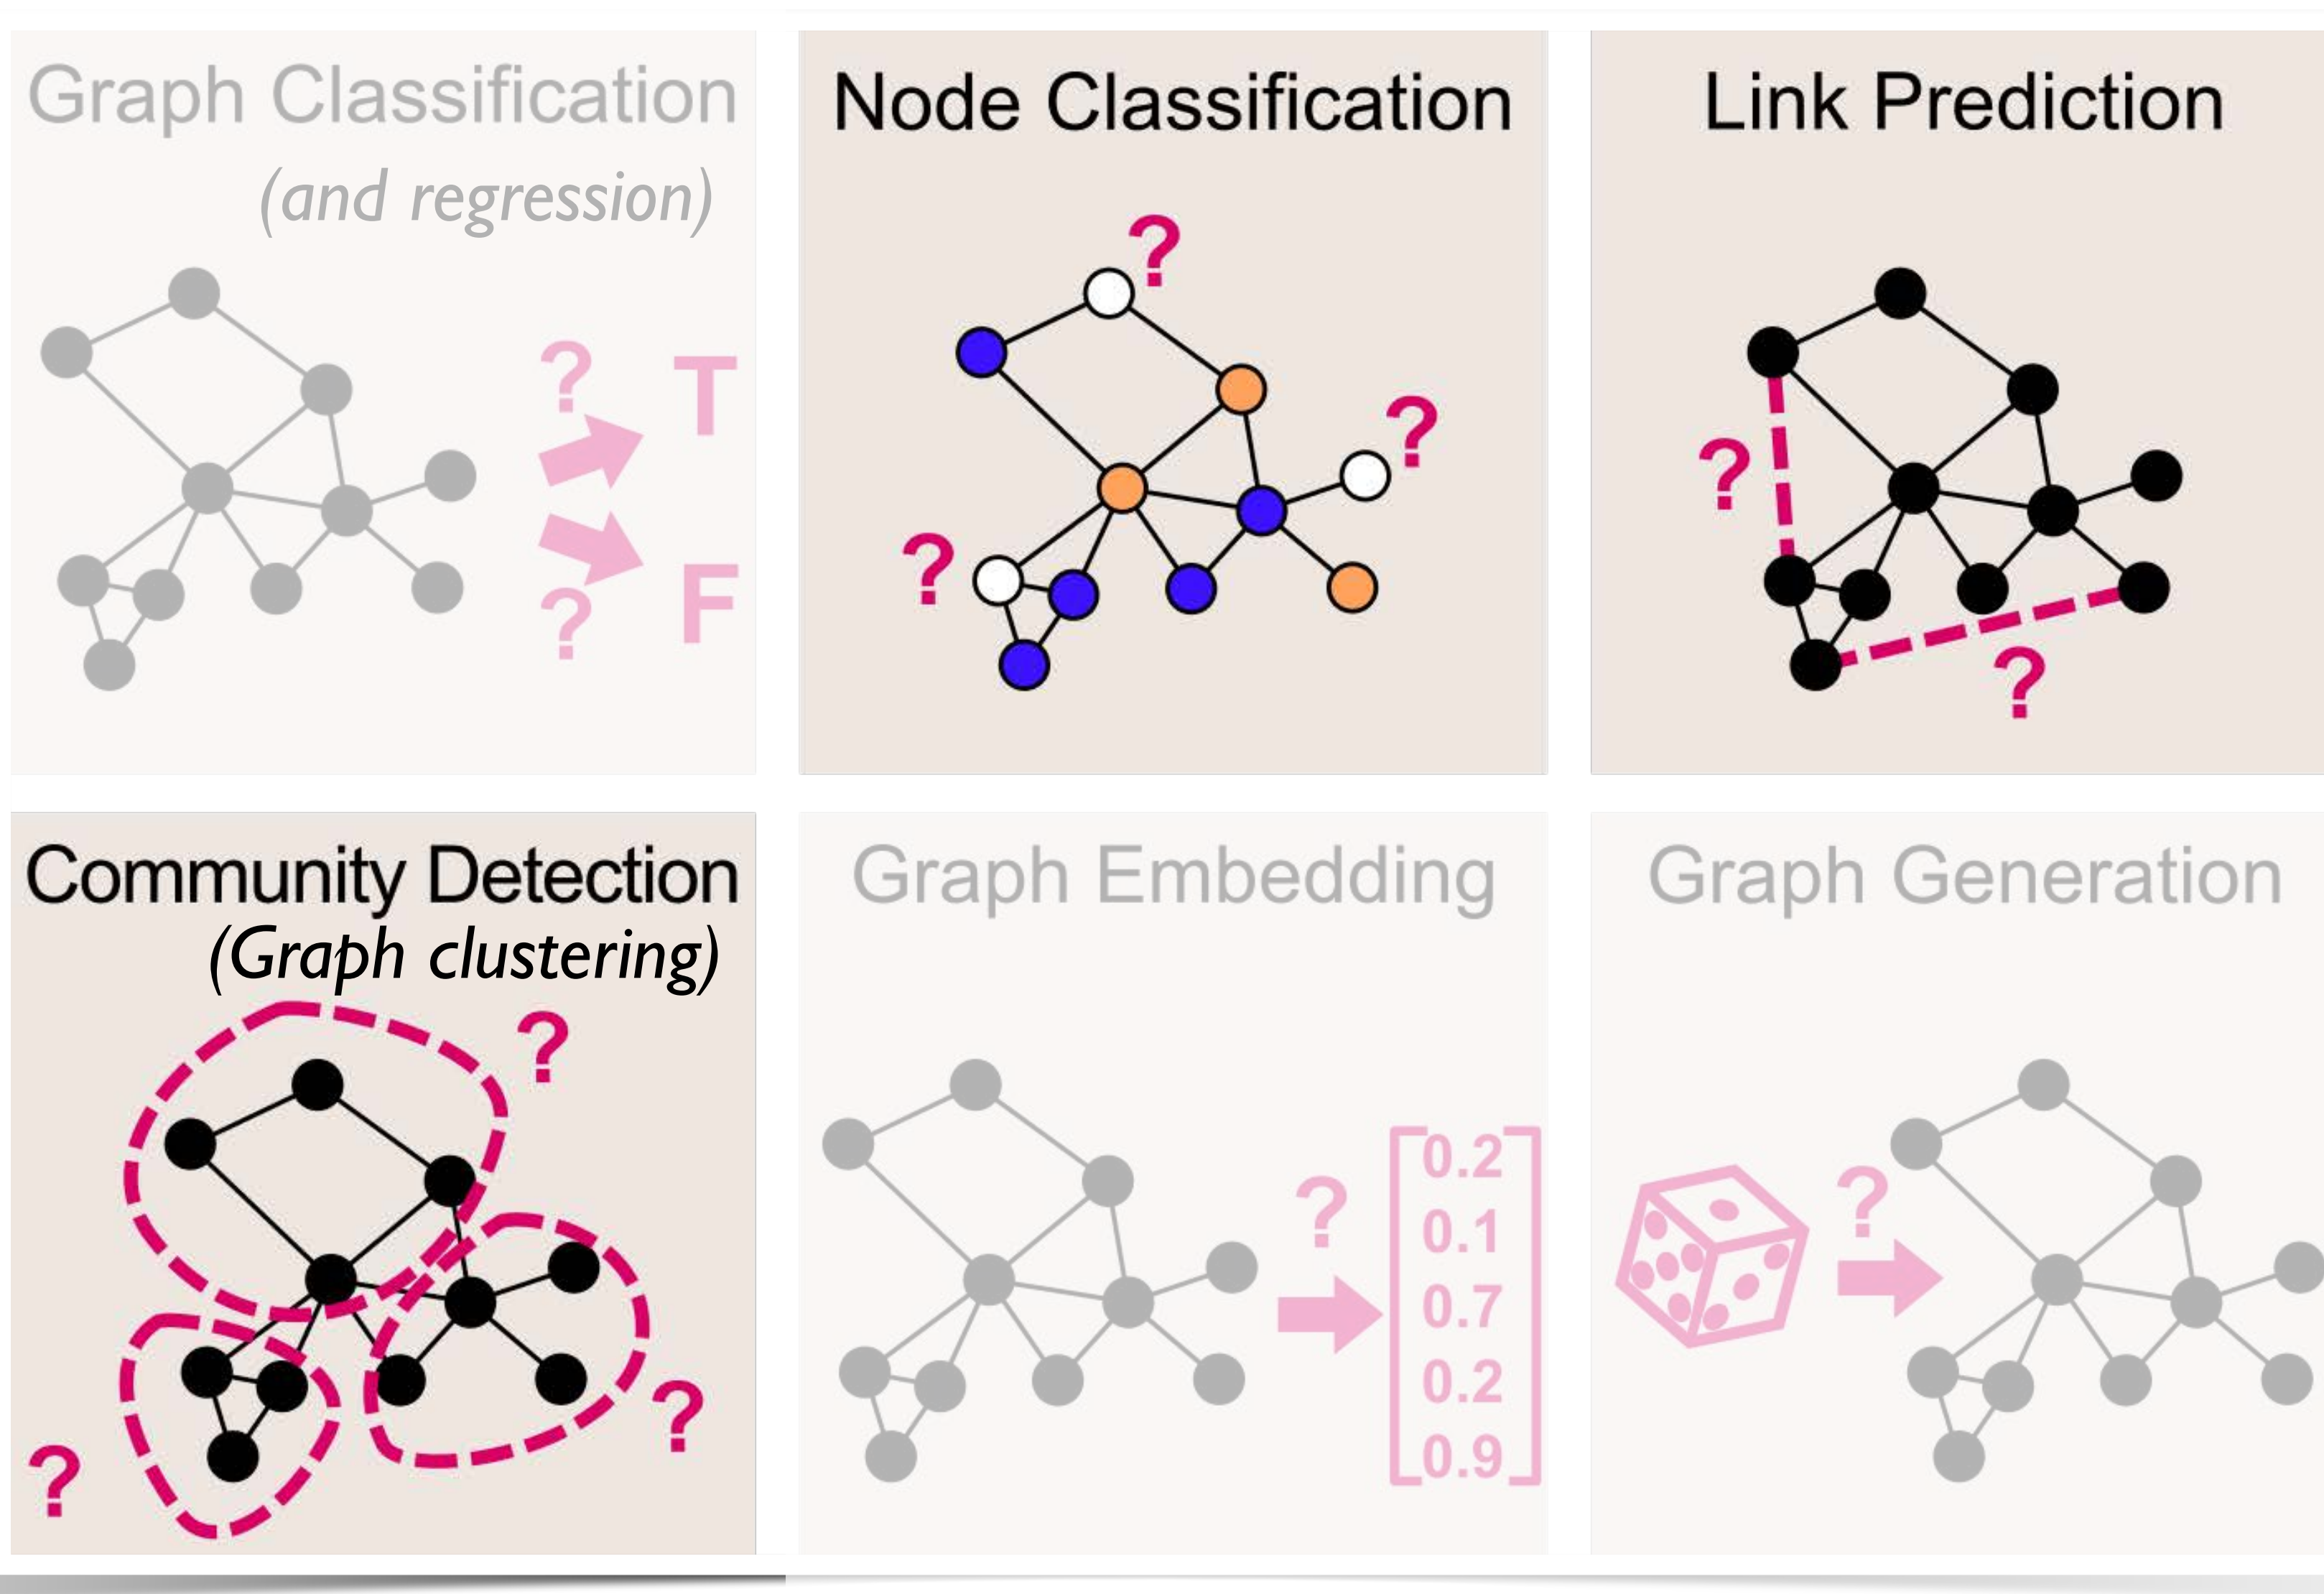 Graph Classification
(and regression)
?
T
?
F
Node Classification
?
?
?
Link Prediction
?
?
Community Detection
(Graph clustering)
?
?
?
Graph Embedding
?
0.2
0.1
0.7
0.2
0.9
Graph Generation
?